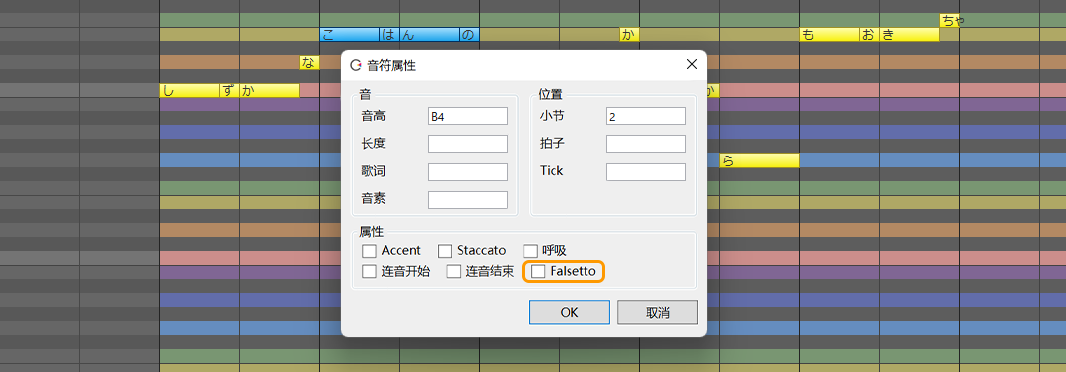 ちゃ
こ は ん の か も お き
な
し ず か か
ら
音符属性
音
音高 B4
长度
歌词
音素
位置
小节 2
拍子
Tick
属性
Accent Staccato 呼吸
连音开始 连音结束 Falsetto
OK 取消